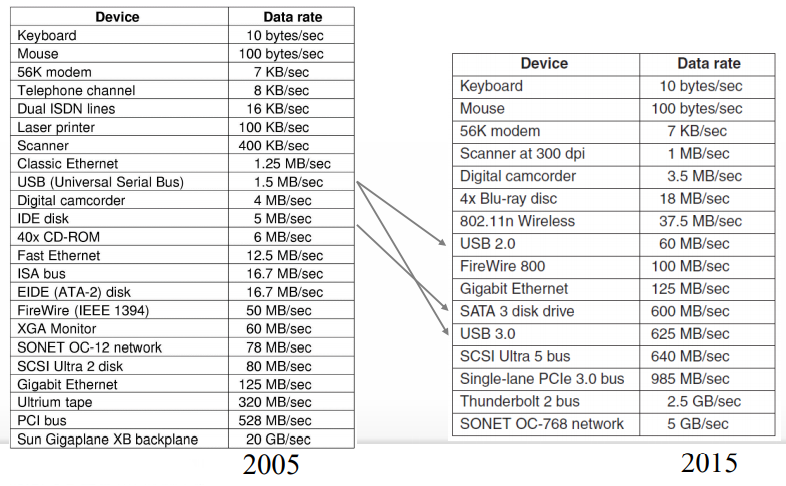 Device Data rate
Keyboard 10 bytes/sec
Mouse 100 bytes/sec
56K modem 7 KB/sec
Telephone channel 8 KB/sec
Dual ISDN lines 16 KB/sec
Laser printer 100 KB/sec
Scanner 400 KB/sec
Classic Ethernet 1.25 MB/sec
USB (Universal Serial Bus) 1.5 MB/sec
Digital camcorder 4 MB/sec
IDE disk 5 MB/sec
40x CD-ROM 6 MB/sec
Fast Ethernet 12.5 MB/sec
ISA bus 16.7 MB/sec
EIDE (ATA-2) disk 16.7 MB/sec
FireWire (IEEE 1394) 50 MB/sec
XGA Monitor 60 MB/sec
SONET OC-12 network 78 MB/sec
SCSI Ultra 2 disk 80 MB/sec
Gigabit Ethernet 125 MB/sec
Ultrium tape 320 MB/sec
PCI bus 528 MB/sec
Sun Gigaplane XB backplane 20 GB/sec
2005
Device Data rate
Keyboard 10 bytes/sec
Mouse 100 bytes/sec
56K modem 7 KB/sec
Scanner at 300 dpi 1 MB/sec
Digital camcorder 3.5 MB/sec
4x Blu-ray disc 18 MB/sec
802.11n Wireless 37.5 MB/sec
USB 2.0 60 MB/sec
FireWire 800 100 MB/sec
Gigabit Ethernet 125 MB/sec
SATA 3 disk drive 600 MB/sec
USB 3.0 625 MB/sec
SCSI Ultra 5 bus 640 MB/sec
Single-lane PCIe 3.0 bus 985 MB/sec
Thunderbolt 2 bus 2.5 GB/sec
SONET OC-768 network 5 GB/sec
2015